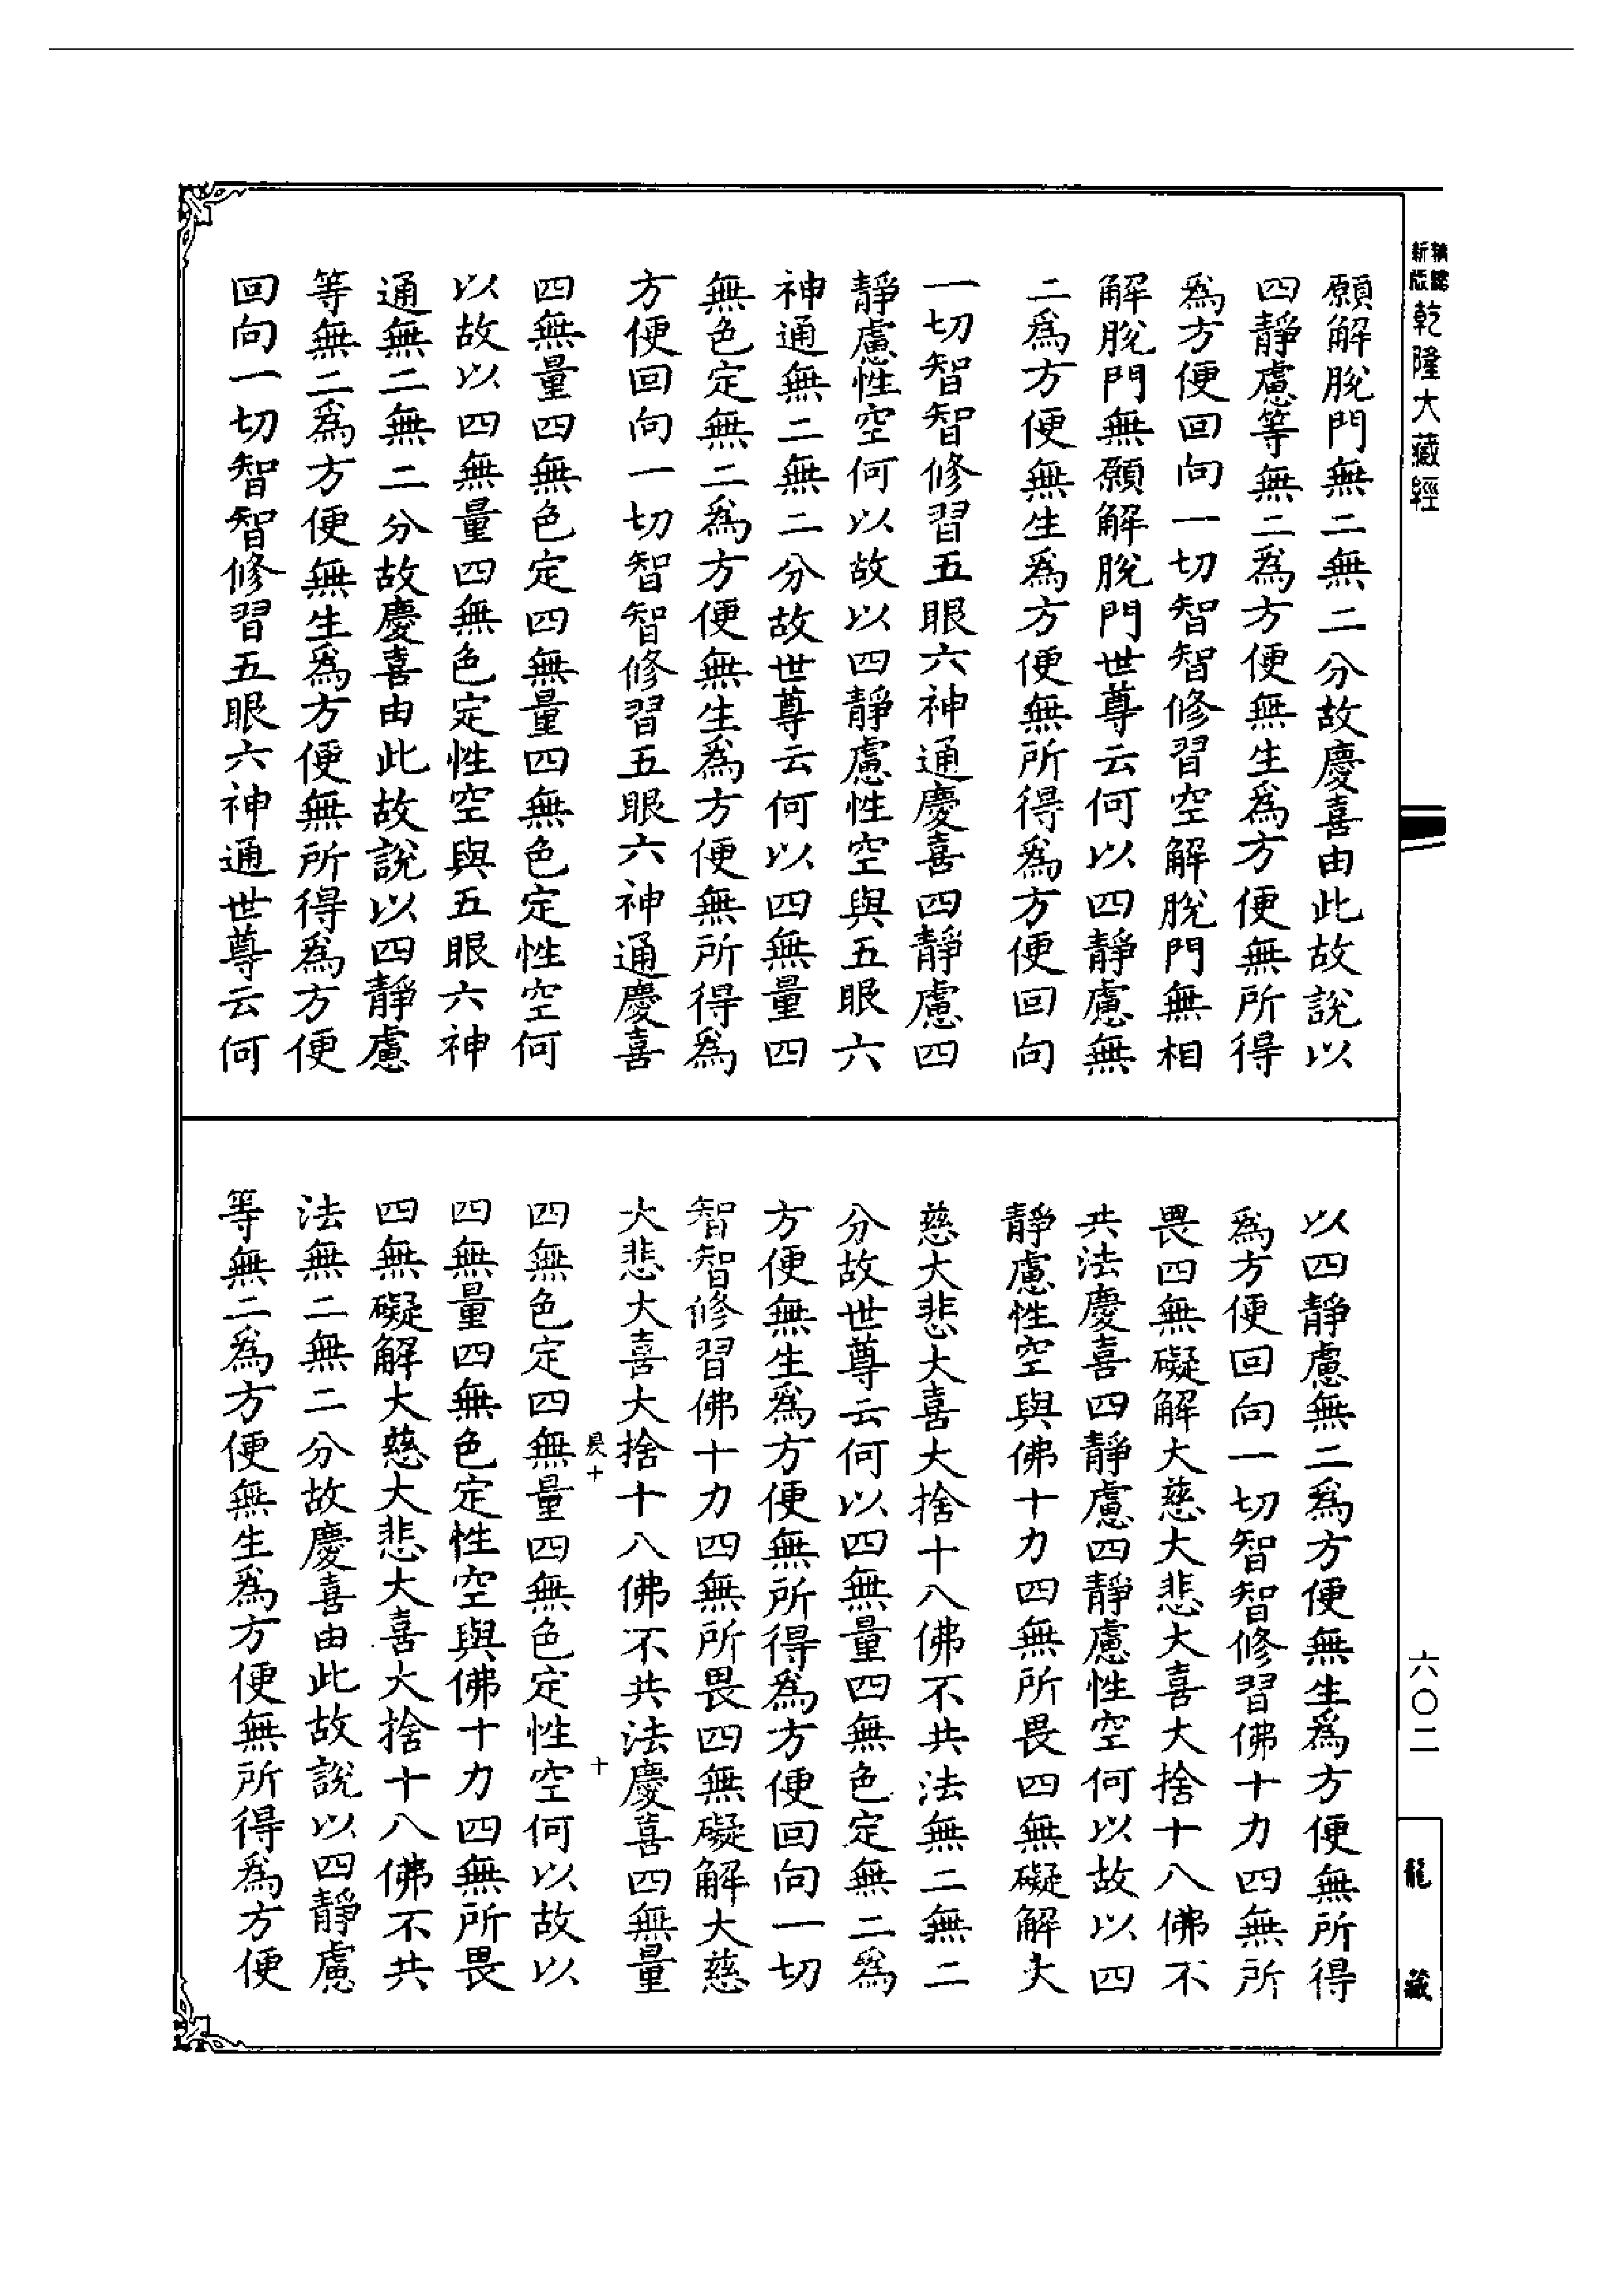 新版
乾隆大藏經
願解脫門無二無二分故慶喜由此故說以
四靜慮等無二爲方便無生爲方便無所得
爲方便回向一切智智修習空解脫門無相
解脫門無願解脫門世尊云何以四靜慮無
二爲方便無生爲方便無所得爲方便回向
一切智智修習五眼六神通慶喜四靜慮四
靜慮性空何以故以四靜慮性空與五眼六
神通無二無二分故世尊云何以四無量四
無色定無二爲方便無生爲方便無所得爲
方便回向一切智智修習五眼六神通慶喜
四無量四無色定四無量四無色定性空何
以故以四無量四無色定性空與五眼六神
通無二無二分故慶喜由此故說以四靜慮
等無二爲方便無生爲方便無所得爲方便
回向一切智智修習五眼六神通世尊云何
以四靜慮無二爲方便無生爲方便無所得
爲方便回向一切智智修習佛十力四無所
畏四無礙解大慈大悲大喜大捨十八佛不
共法慶喜四靜慮四靜慮性空何以故以四
靜慮性空與佛十力四無所畏四無礙解大
慈大悲大喜大捨十八佛不共法無二無二
分故世尊云何以四無量四無色定無二爲
方便無生爲方便無所得爲方便回向一切
智智修習佛十力四無所畏四無礙解大慈
大悲大喜大捨十八佛不共法慶喜四無量
十
十
四無色定四無量四無色定性空何以故以
四無量四無色定性空與佛十力四無所畏
四無礙解大慈大悲大喜大捨十八佛不共
法無二無二分故慶喜由此故說以四靜慮
等無二爲方便無生爲方便無所得爲方便
六〇二
龍藏